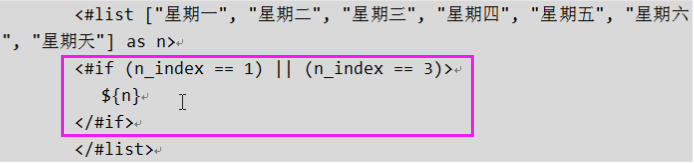 <#list ["星期一", "星期二", "星期三", "星期四", "星期五", "星期六
", "星期天"] as n>
<#if (n_index == 1) || (n_index == 3)>↵
${n}↵
</#if>↵
</#list>↵